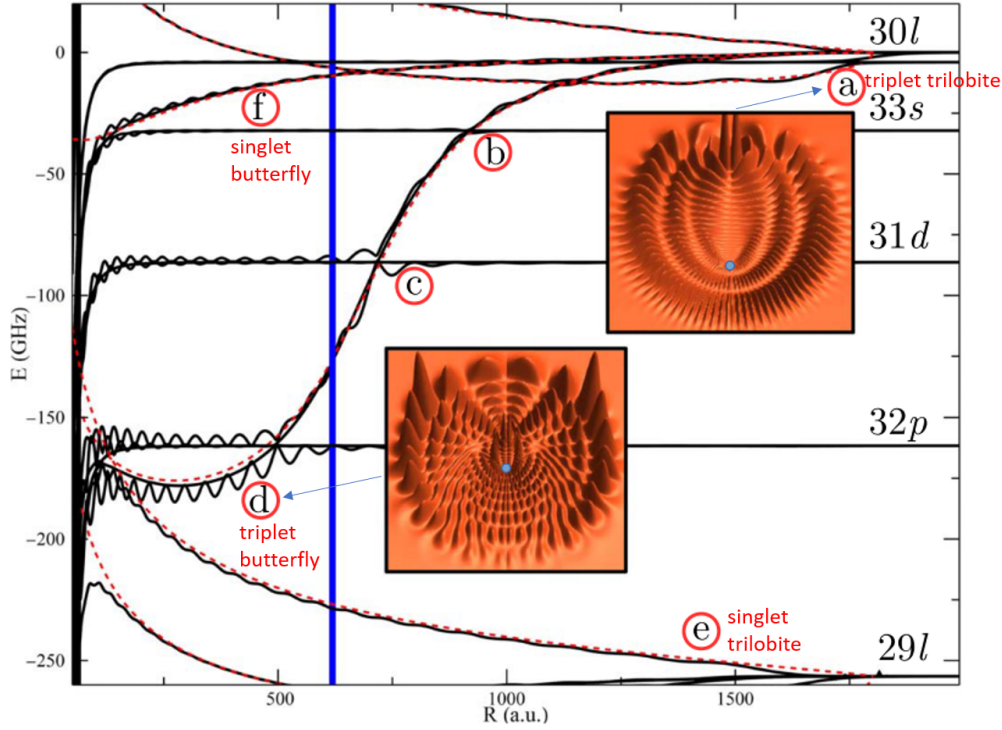 30l
a triplet trilobite
33s
f
singlet
butterfly
b
31d
c
32p
d
triplet
butterfly
e
singlet
trilobite
29l
0
−50
−100
−150
−200
−250
E (GHz)
500
1000
1500
R (a.u.)